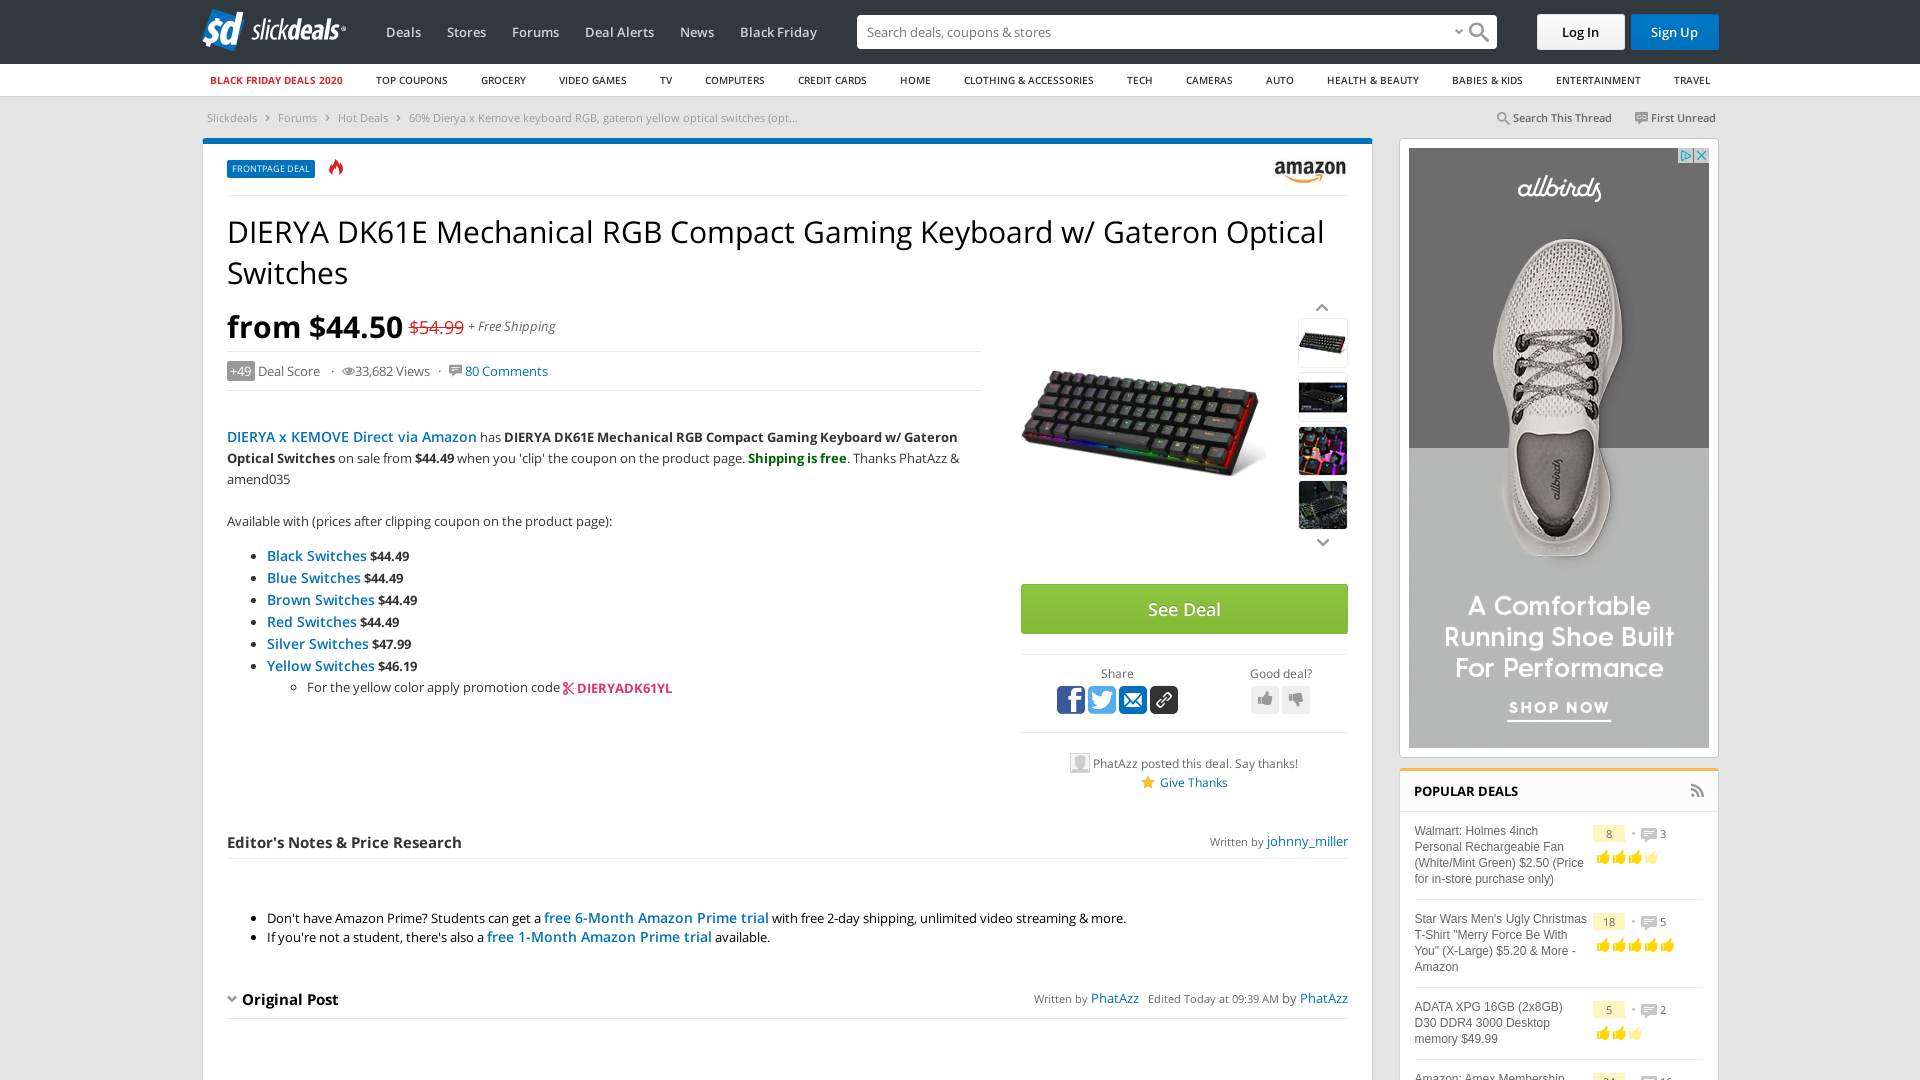 sd slickdeals
Deals Stores Forums Deal Alerts News Black Friday
Search deals, coupons & stores
Log In Sign Up
BLACK FRIDAY DEALS 2020 TOP COUPONS GROCERY VIDEO GAMES TV COMPUTERS CREDIT CARDS HOME CLOTHING & ACCESSORIES TECH CAMERAS AUTO HEALTH & BEAUTY BABIES & KIDS ENTERTAINMENT TRAVEL
Slickdeals > Forums > Hot Deals > 60% Dierya x Kemove keyboard RGB, gateron yellow optical switches (opt...
Search This Thread First Unread
FRONTPAGE DEAL
amazon
DIERYA DK61E Mechanical RGB Compact Gaming Keyboard w/ Gateron Optical
Switches
from $44.50 $54.99 + Free Shipping
+49 Deal Score · 33,682 Views · 80 Comments
DIERYA x KEMOVE Direct via Amazon has DIERYA DK61E Mechanical RGB Compact Gaming Keyboard w/ Gateron
Optical Switches on sale from $44.49 when you 'clip' the coupon on the product page. Shipping is free. Thanks PhatAzz &
amend035
Available with (prices after clipping coupon on the product page):
Black Switches $44.49
Blue Switches $44.49
Brown Switches $44.49
Red Switches $44.49
Silver Switches $47.99
Yellow Switches $46.19
For the yellow color apply promotion code DIERYADK61YL
See Deal
Share
Good deal?
PhatAzz posted this deal. Say thanks!
Give Thanks
Editor's Notes & Price Research
Written by johnny_miller
Don't have Amazon Prime? Students can get a free 6-Month Amazon Prime trial with free 2-day shipping, unlimited video streaming & more.
If you're not a student, there's also a free 1-Month Amazon Prime trial available.
Original Post
Written by PhatAzz Edited Today at 09:39 AM by PhatAzz
allbirds
allbirds
A Comfortable
Running Shoe Built
For Performance
SHOP NOW
POPULAR DEALS
Walmart: Holmes 4inch
Personal Rechargeable Fan
(White/Mint Green) $2.50 (Price
for in-store purchase only)
8 · 3
Star Wars Men's Ugly Christmas
T-Shirt "Merry Force Be With
You" (X-Large) $5.20 & More -
Amazon
18 · 5
ADATA XPG 16GB (2x8GB)
D30 DDR4 3000 Desktop
memory $49.99
5 · 2
Amazon: Amex Membership